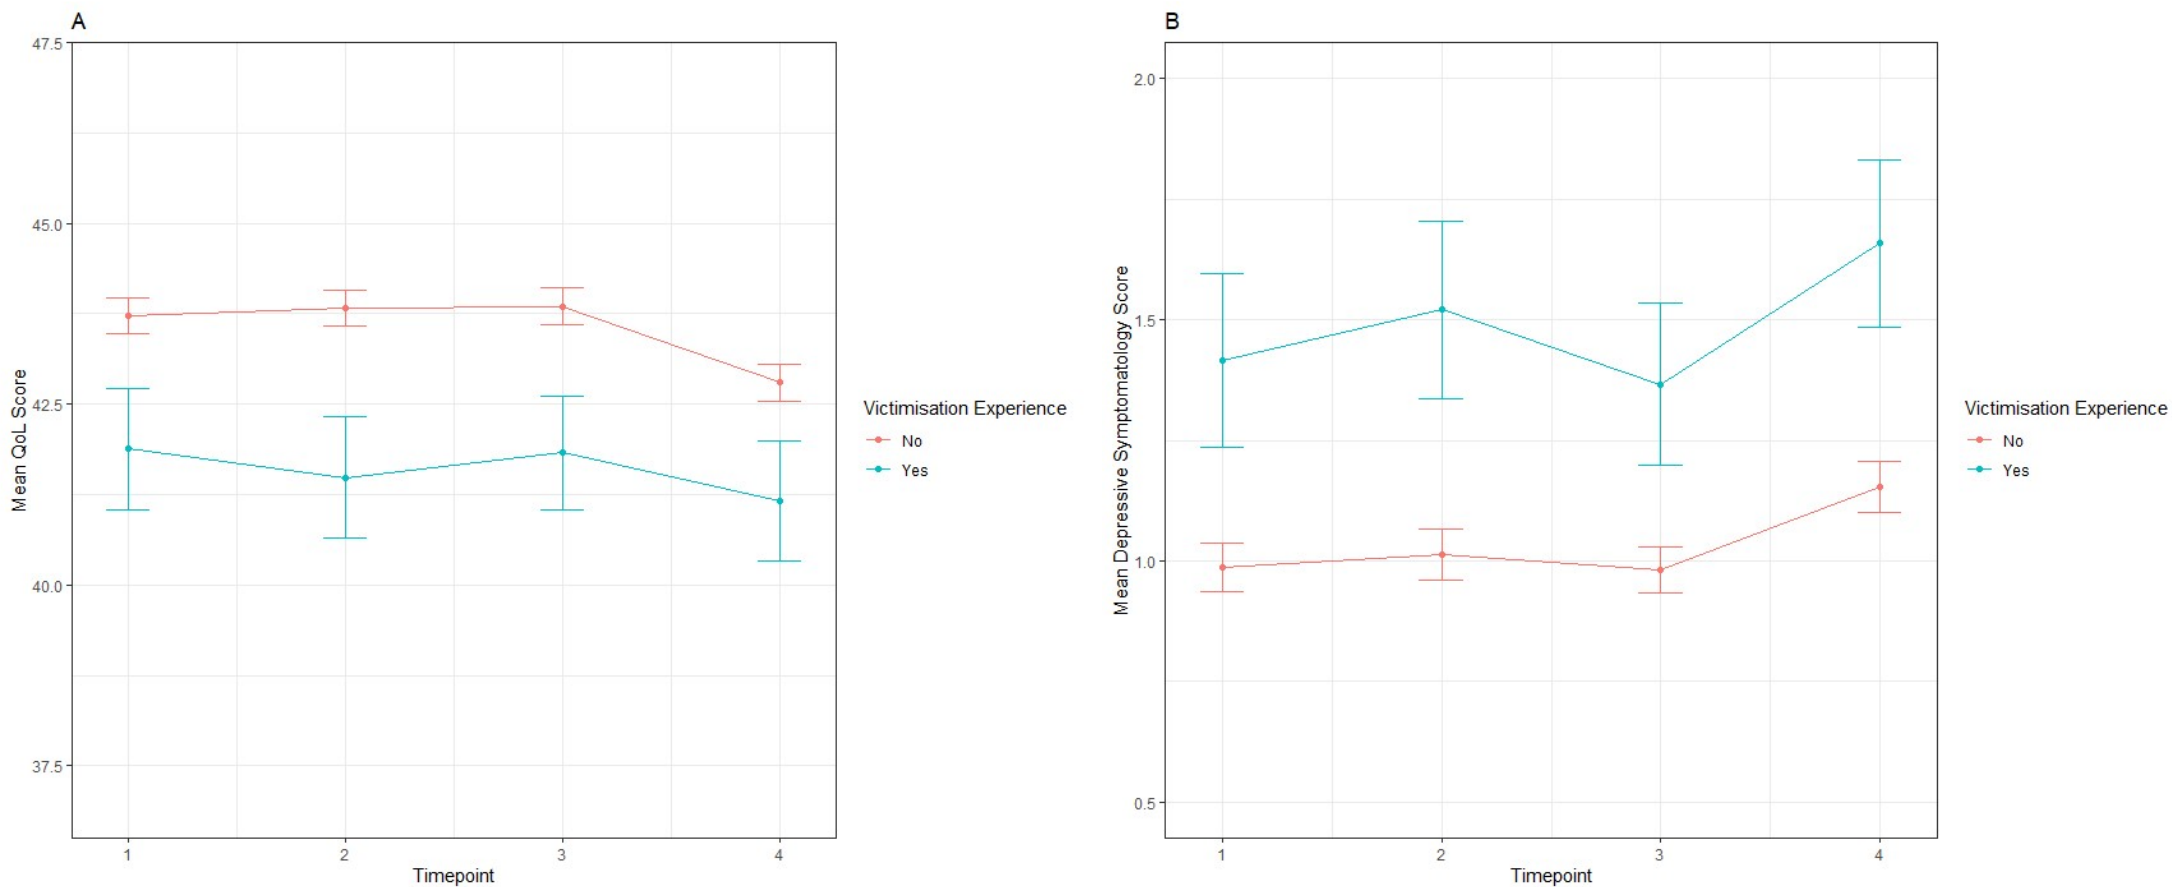 A
47.5
45.0
42.5
40.0
37.5
Mean QoL Score
1 2 3 4
Timepoint
Victimisation Experience
No
Yes
B
2.0
1.5
1.0
0.5
Mean Depressive Symptomatology Score
1 2 3 4
Timepoint
Victimisation Experience
No
Yes